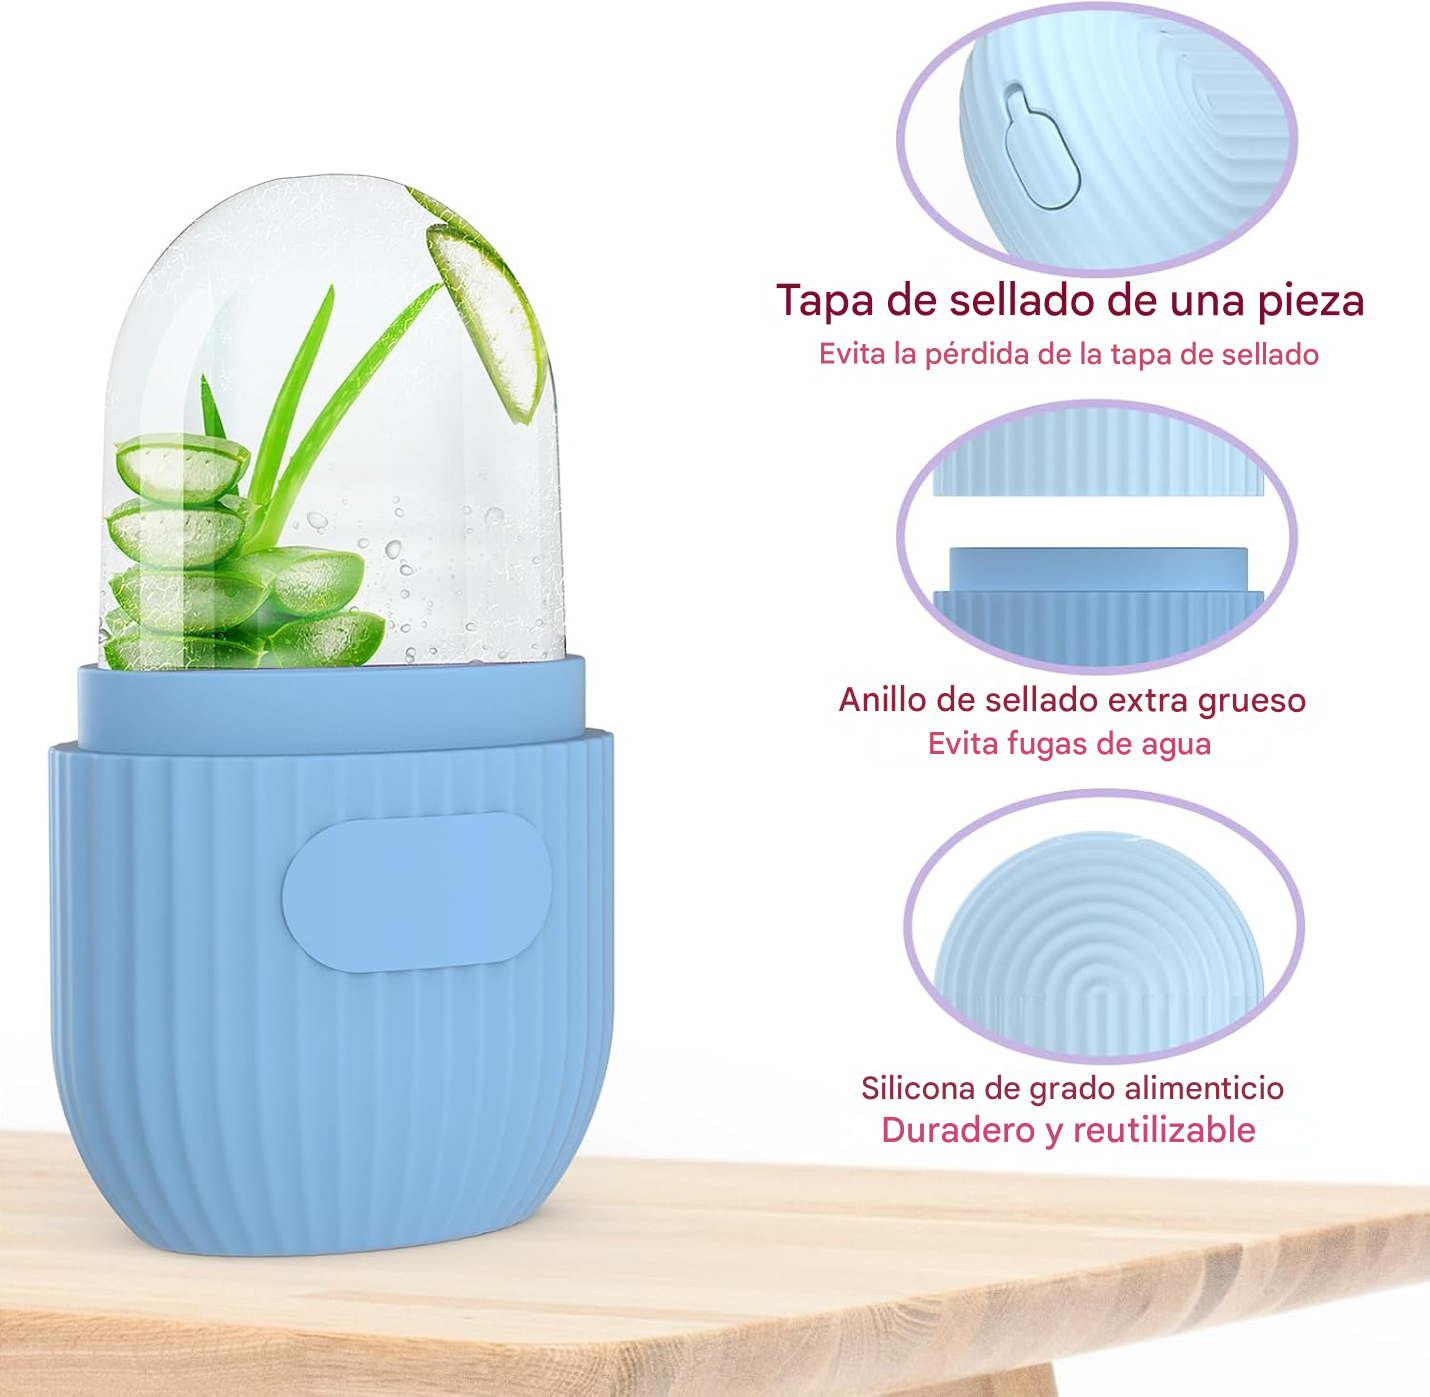 Tapa de sellado de una pieza
Evita la pérdida de la tapa de sellado
Anillo de sellado extra grueso
Evita fugas de agua
Silicona de grado alimenticio
Duradero y reutilizable